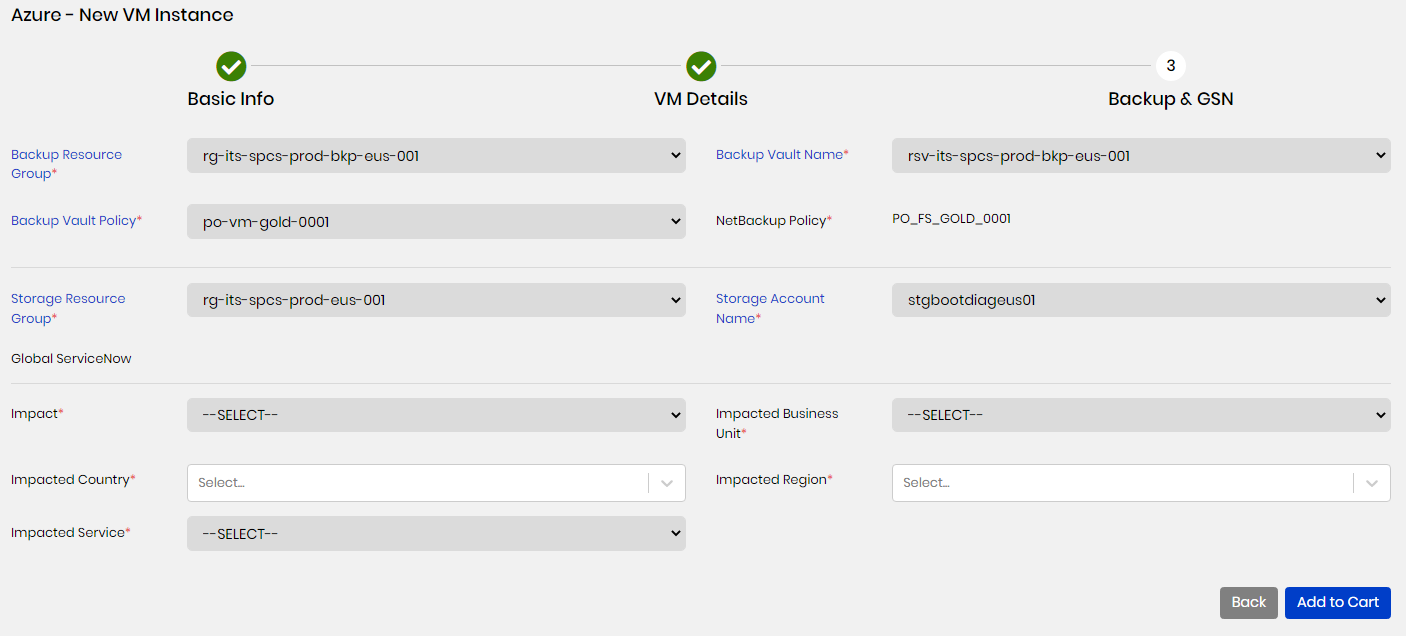 Azure - New VM Instance
3
Basic Info
VM Details
Backup & GSN
Backup Resource
Group*
rg-its-spcs-prod-bkp-eus-001
Backup Vault Name*
rsv-its-spcs-prod-bkp-eus-001
Backup Vault Policy*
po-vm-gold-0001
NetBackup Policy*
PO_FS_GOLD_0001
Storage Resource
Group*
rg-its-spcs-prod-eus-001
Storage Account
Name*
stgbootdiageus01
Global ServiceNow
Impact*
--SELECT--
Impacted Business
Unit*
--SELECT--
Impacted Country*
Select...
Impacted Region*
Select...
Impacted Service*
--SELECT--
Back
Add to Cart